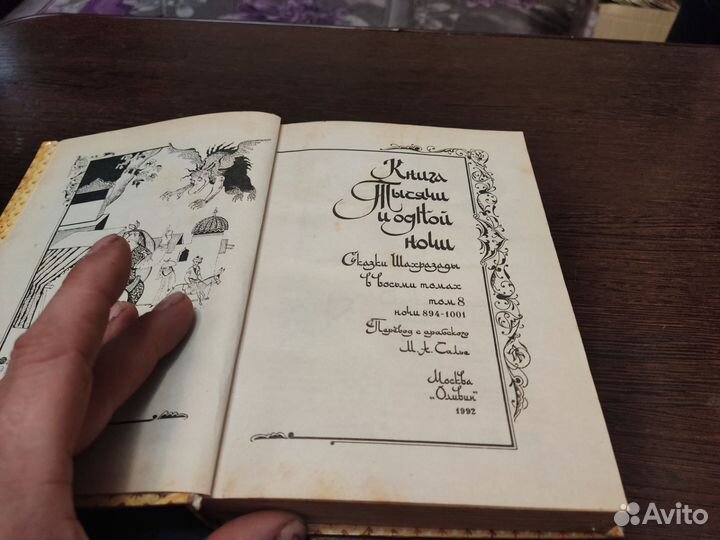 Книга
Тысячи
и одной
ночи
Сказки Шахразады
в восьми томах
том 8
ночи 894-1001
Перевод с арабского
М. А. Салье
Москва
„Оливин"
1992
Avito